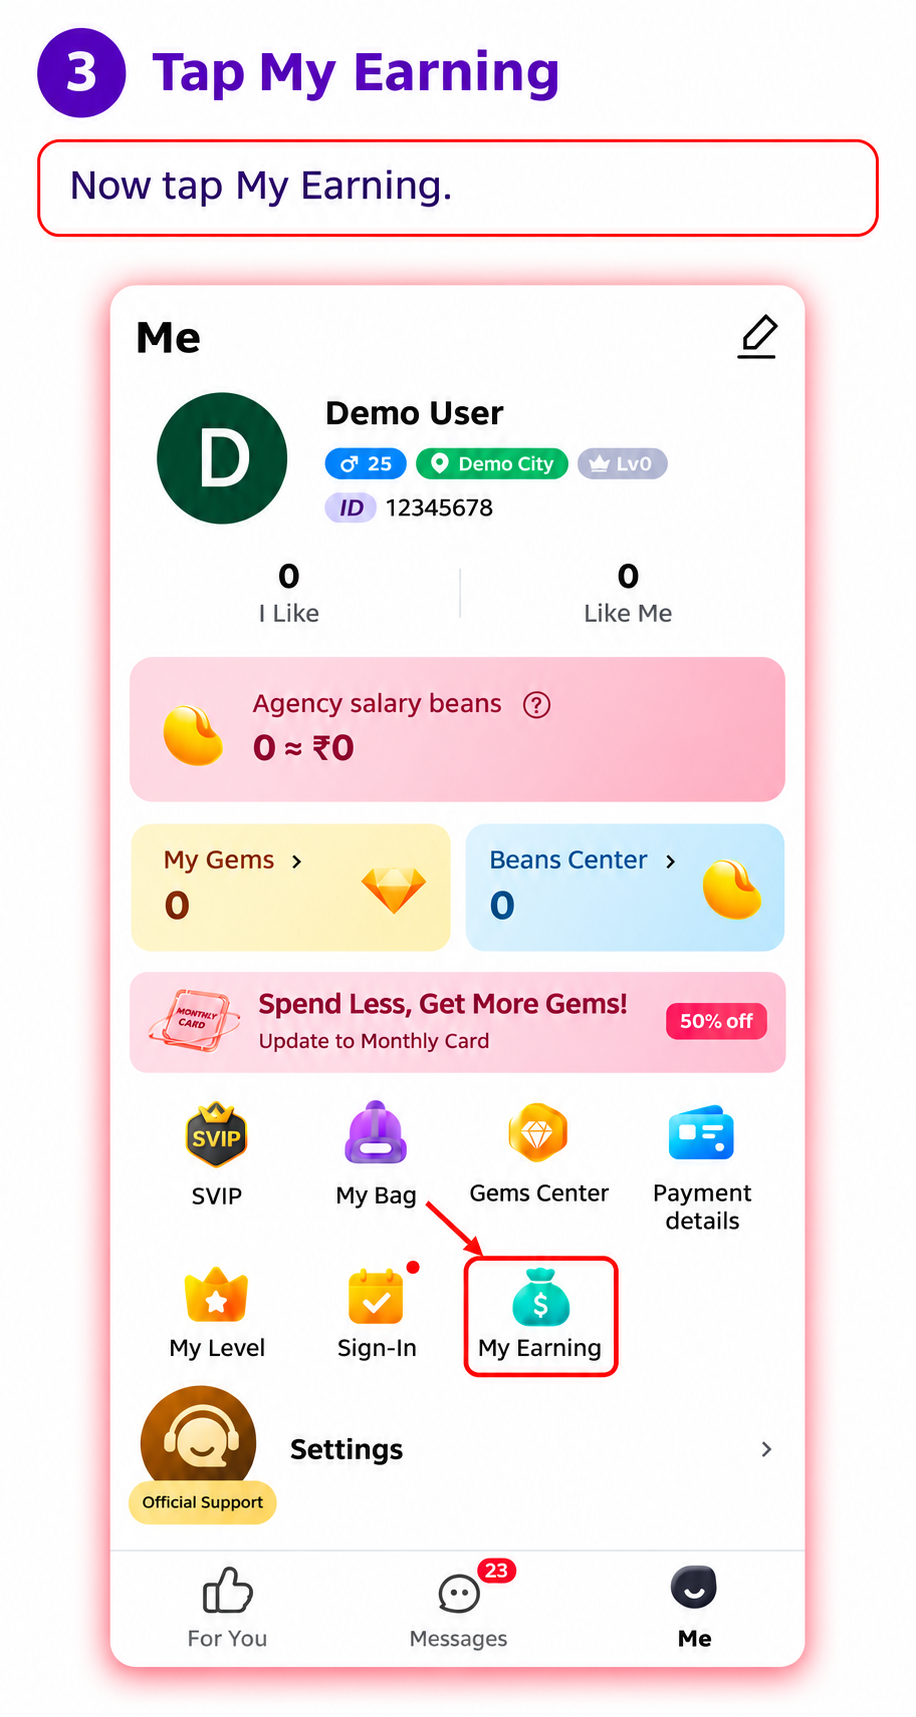 3 Tap My Earning
Now tap My Earning.
Me
D
Demo User
25 Demo City Lv0
ID 12345678
0 0
I Like Like Me
Agency salary beans ?
0 ≈ ₹0
My Gems > Beans Center >
0 0
MONTHLY CARD
Spend Less, Get More Gems!
50% off
Update to Monthly Card
SVIP
SVIP My Bag Gems Center Payment details
$
My Level Sign-In My Earning
Settings >
Official Support
23
For You Messages Me